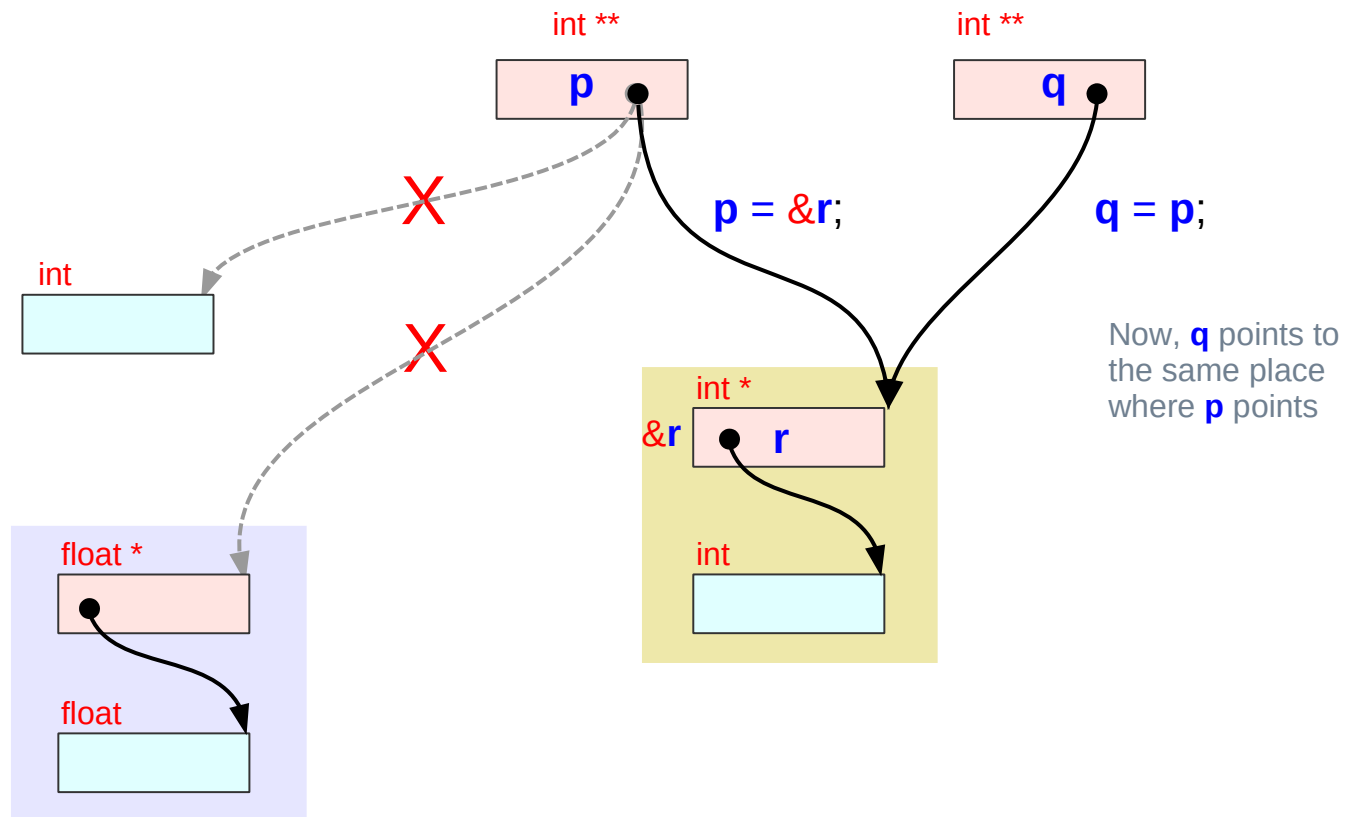 int **
int **
p
q
X
p = &r;
q = p;
int
X
Now, q points to
the same place
where p points
int *
&r
r
float *
int
float